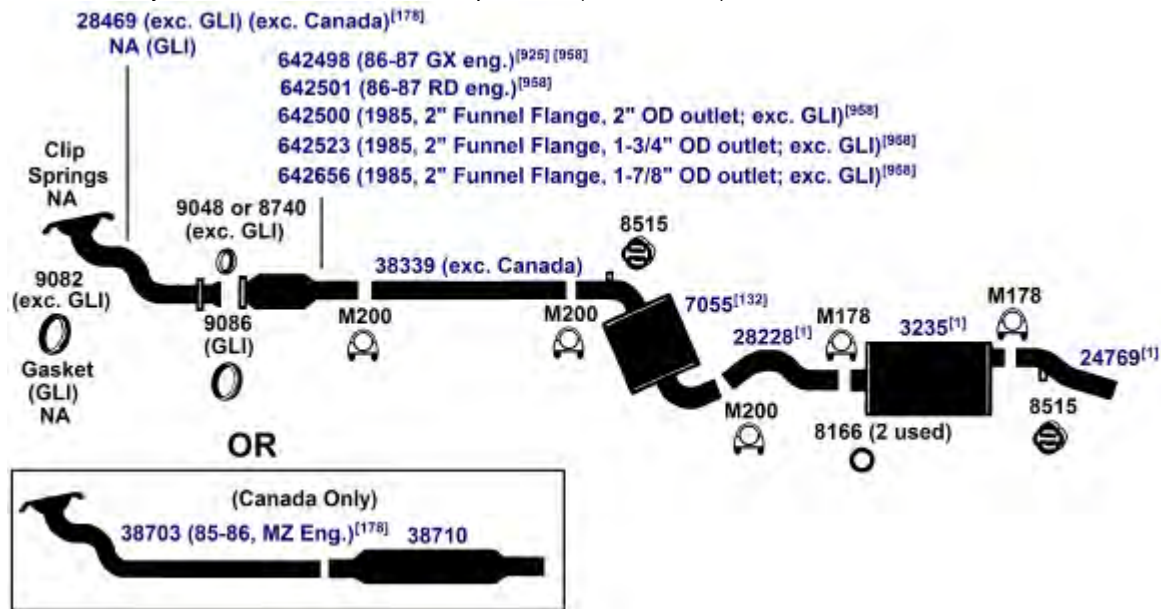 28469 (exc. GLI) (exc. Canada)[178]
NA (GLI)
642498 (86-87 GX eng.)[925] [958]
642501 (86-87 RD eng.)[958]
642500 (1985, 2" Funnel Flange, 2" OD outlet; exc. GLI)[958]
642523 (1985, 2" Funnel Flange, 1-3/4" OD outlet; exc. GLI)[958]
642656 (1985, 2" Funnel Flange, 1-7/8" OD outlet; exc. GLI)[958]
Clip
Springs
NA
9048 or 8740
(exc. GLI)
8515
9082
(exc. GLI)
38339 (exc. Canada)
7055[132]
M178
3235[1]
M178
9086
(GLI)
M200
M200
28228[1]
24769[1]
Gasket
(GLI)
NA
M200
8166 (2 used)
8515
OR
(Canada Only)
38703 (85-86, MZ Eng.)[178]
38710